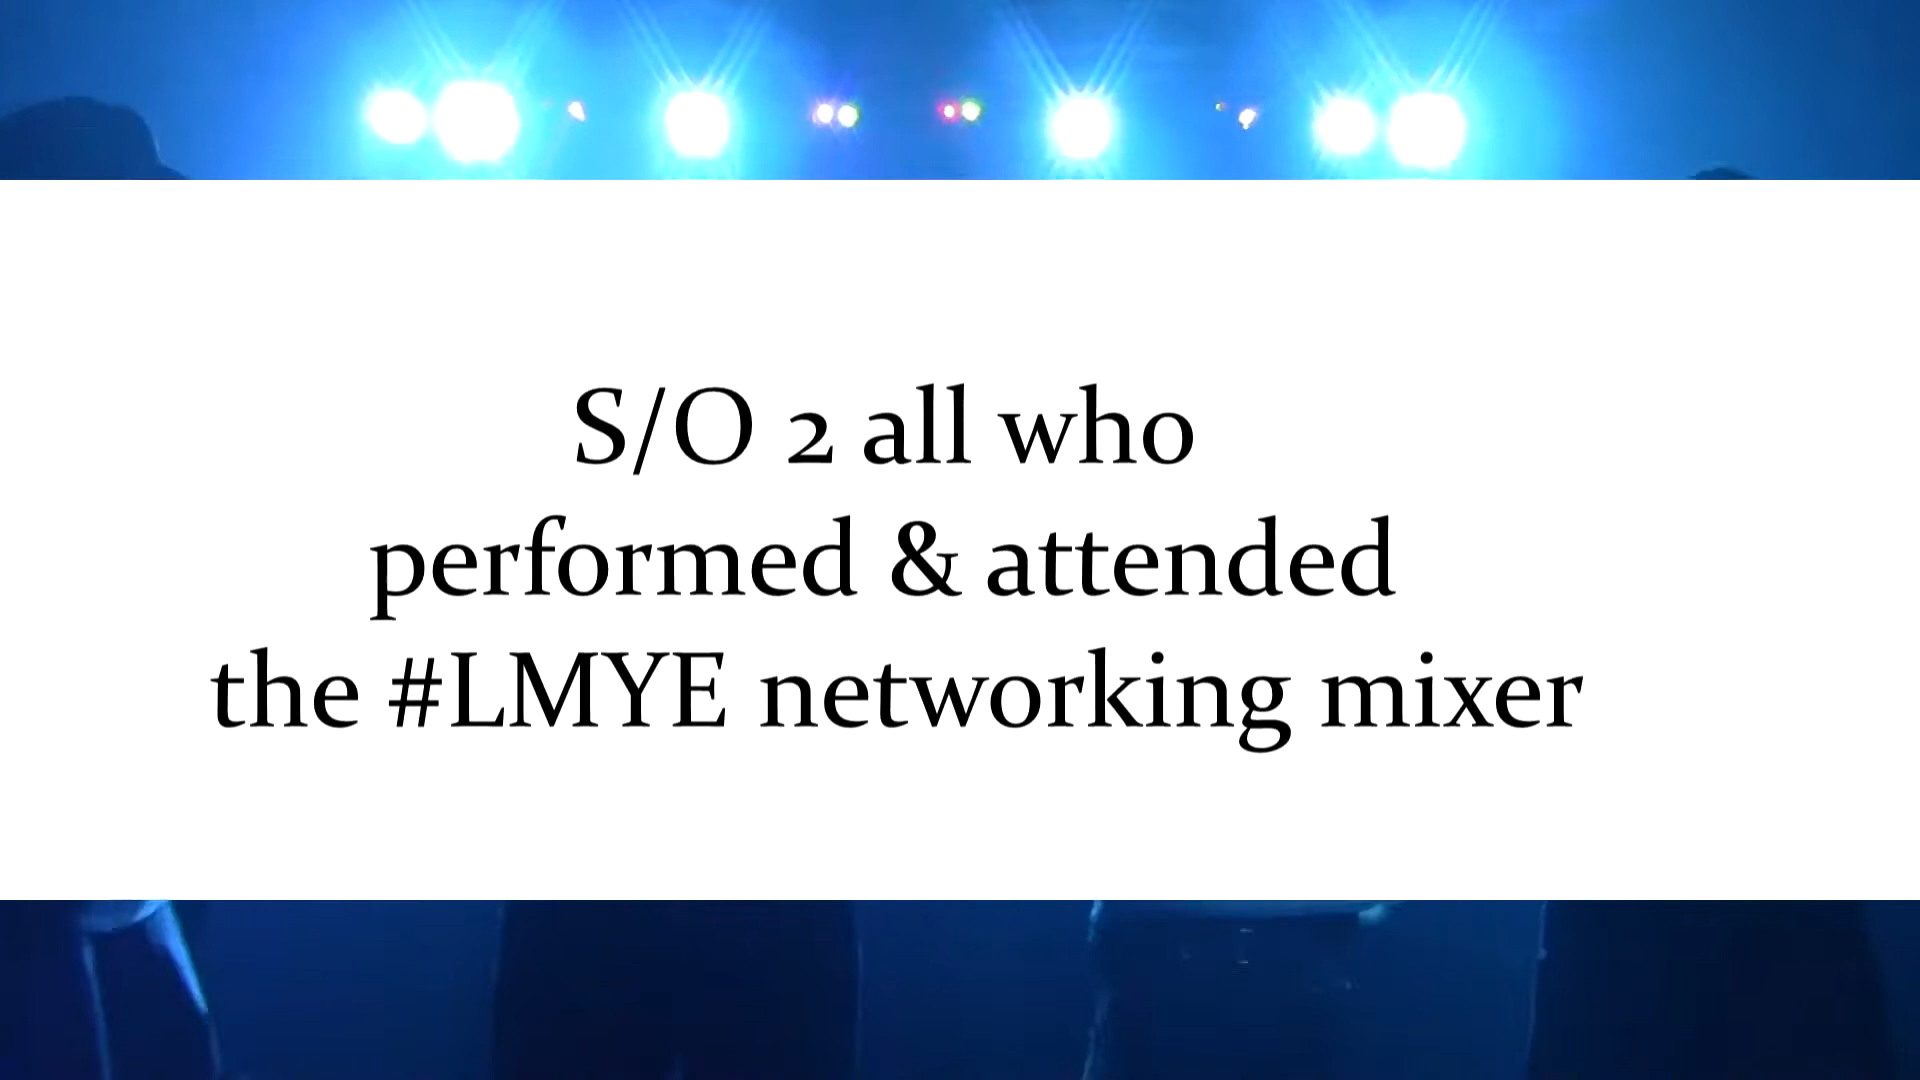 S/O 2 all who
performed & attended
the #LMYE networking mixer